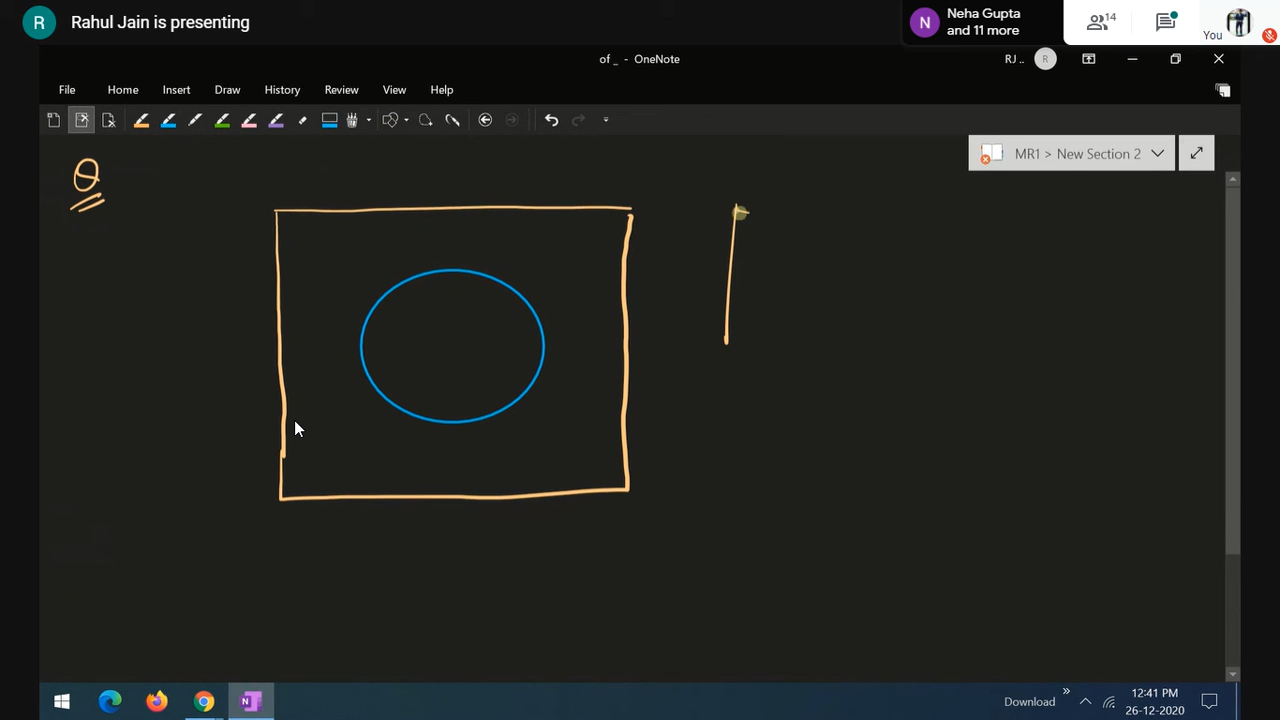 R Rahul Jain is presenting
N Neha Gupta
and 11 more
14
You
of _ - OneNote
RJ ..
R
File Home Insert Draw History Review View Help
MR1 > New Section 2
Q
Download
»
12:41 PM
26-12-2020